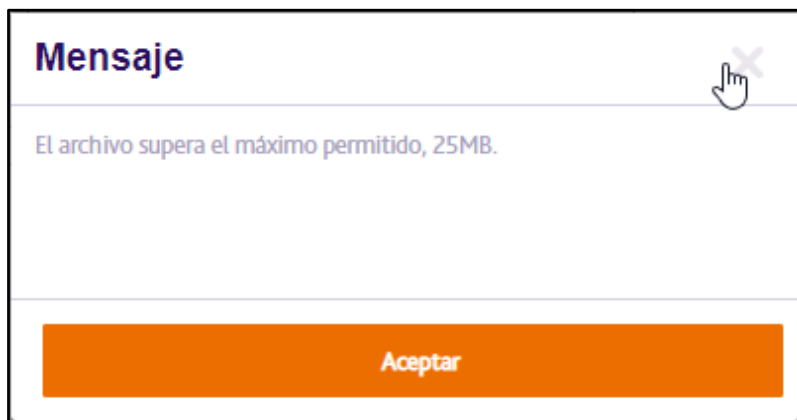 Mensaje
El archivo supera el máximo permitido, 25MB.
Aceptar